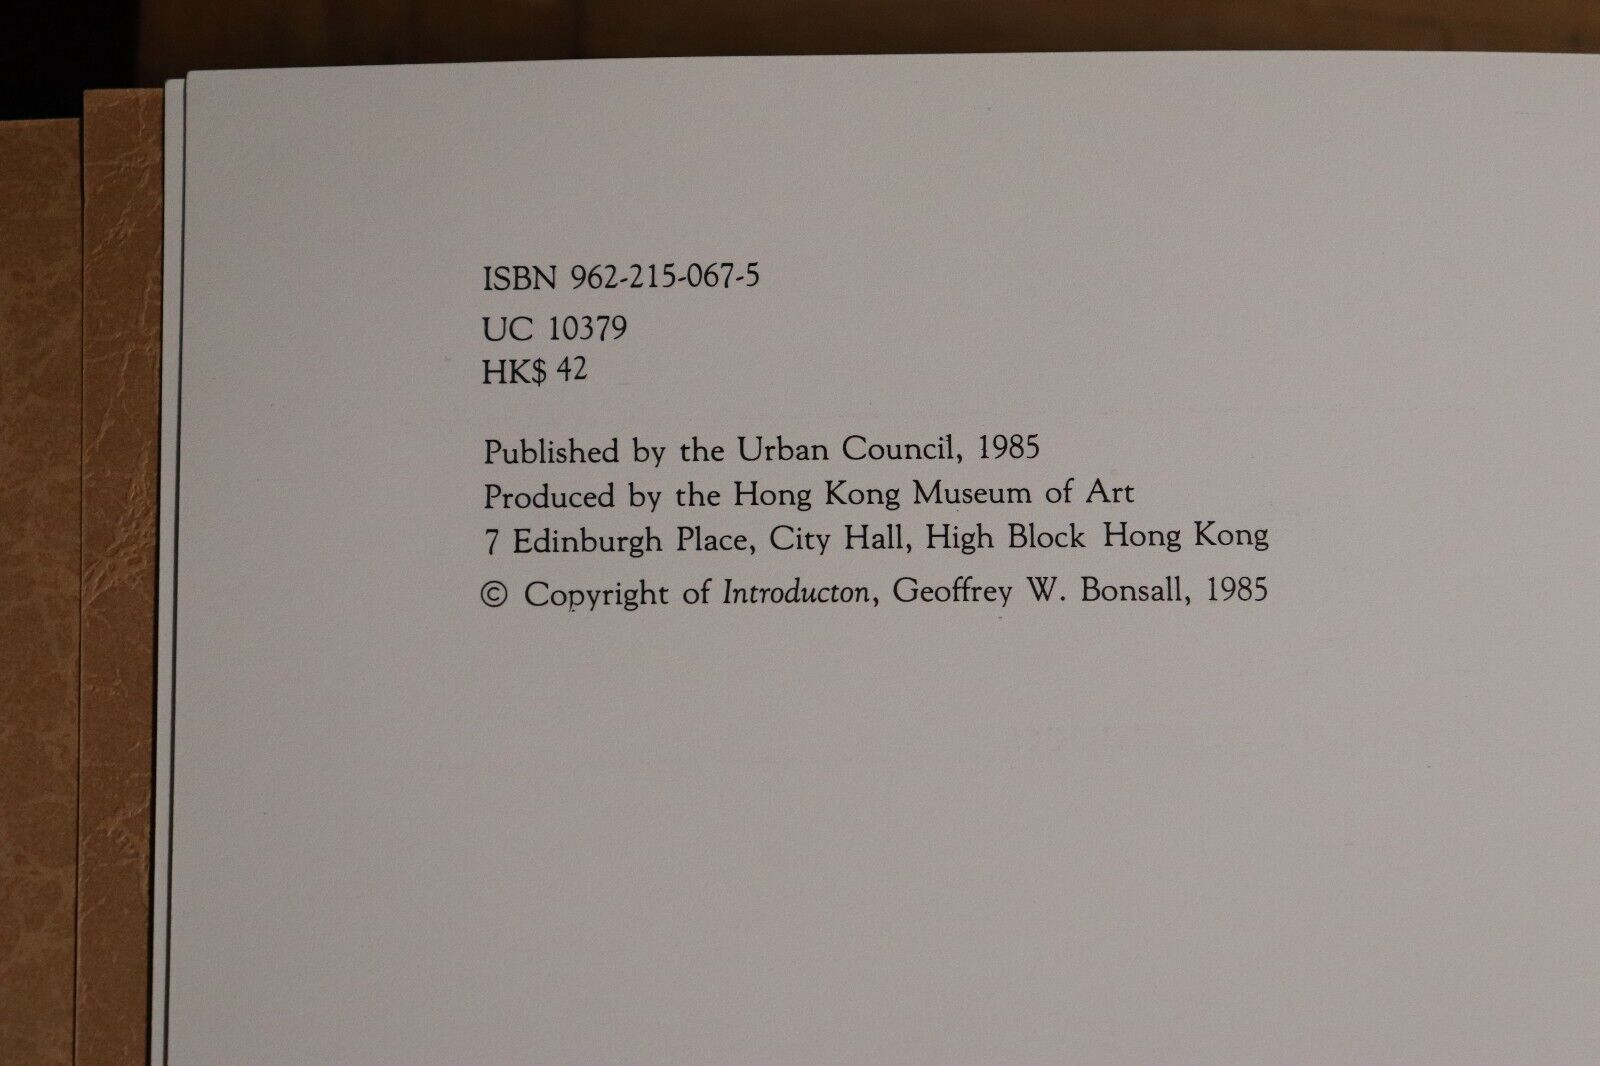 ISBN 962-215-067-5
UC 10379
HK$ 42
Published by the Urban Council, 1985
Produced by the Hong Kong Museum of Art
7 Edinburgh Place, City Hall, High Block Hong Kong
© Copyright of Introducton, Geoffrey W. Bonsall, 1985